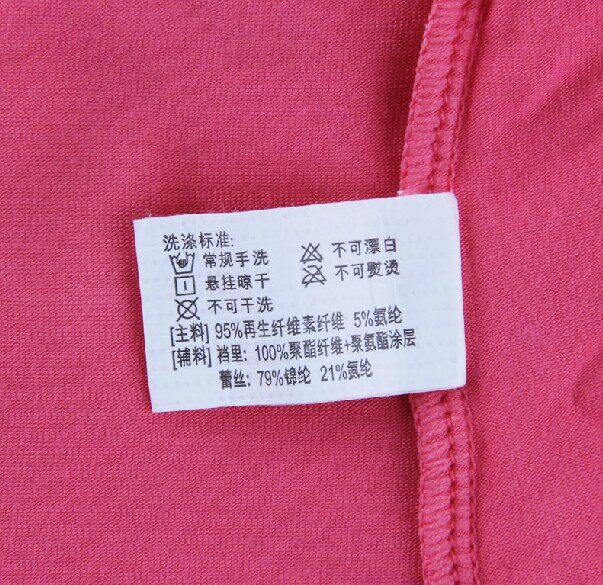 洗涤标准:
常规手洗 不可漂白
悬挂晾干 不可熨烫
不可干洗
[主料] 95%再生纤维素纤维 5%氨纶
[辅料] 裆里: 100%聚酯纤维+聚氨酯涂层
蕾丝: 79%锦纶 21%氨纶